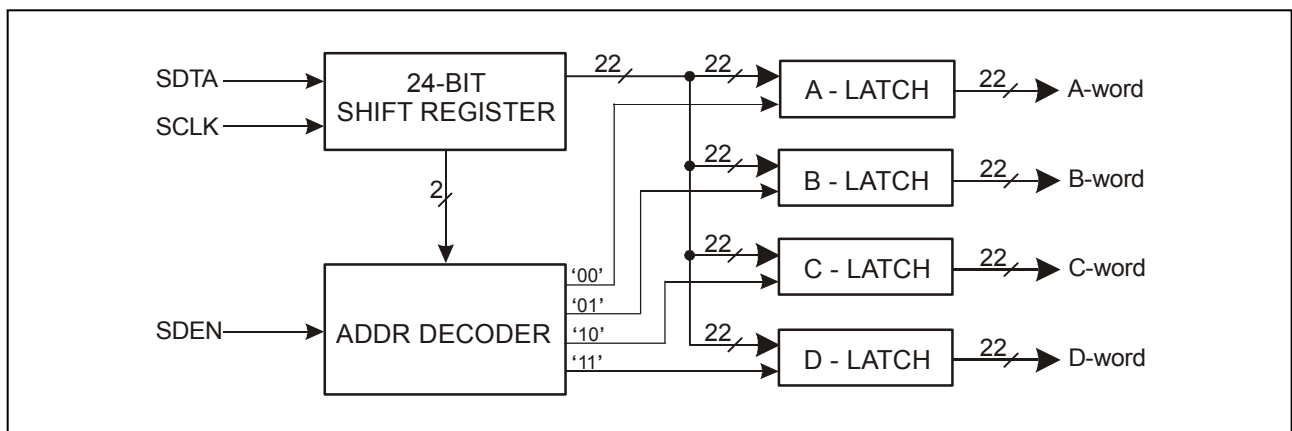 SDTA
SCLK
24-BIT
SHIFT REGISTER
22
22
A - LATCH
22
A-word
2
22
B - LATCH
22
B-word
22
C - LATCH
22
C-word
SDEN
ADDR DECODER
‘00’
‘01’
‘10’
‘11’
22
D - LATCH
22
D-word